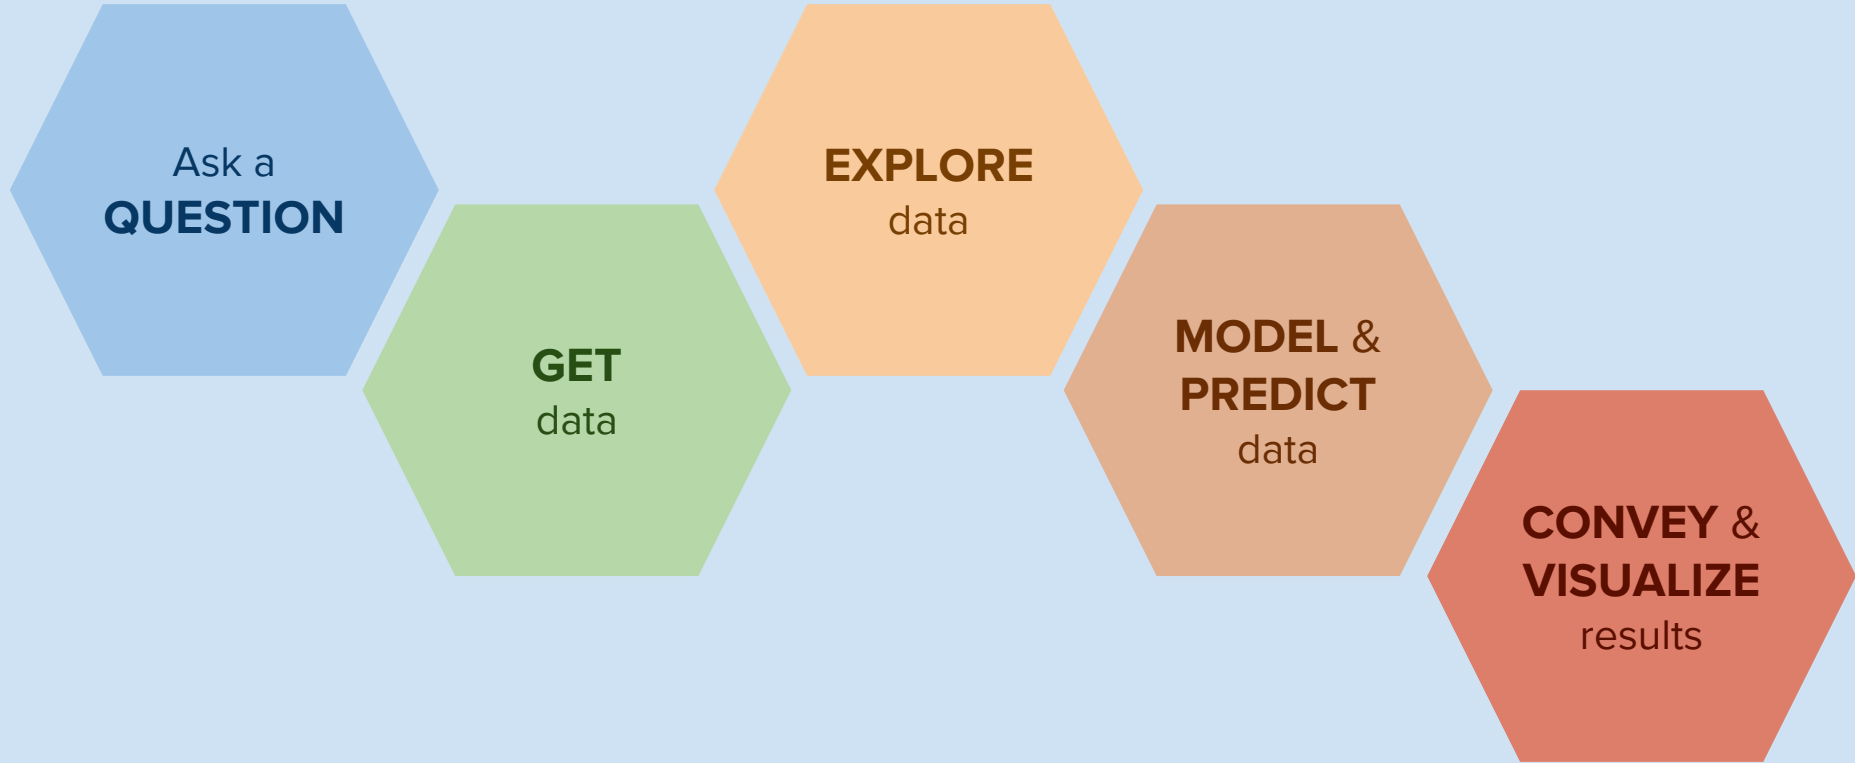 Ask a
QUESTION
GET
data
EXPLORE
data
MODEL &
PREDICT
data
CONVEY &
VISUALIZE
results